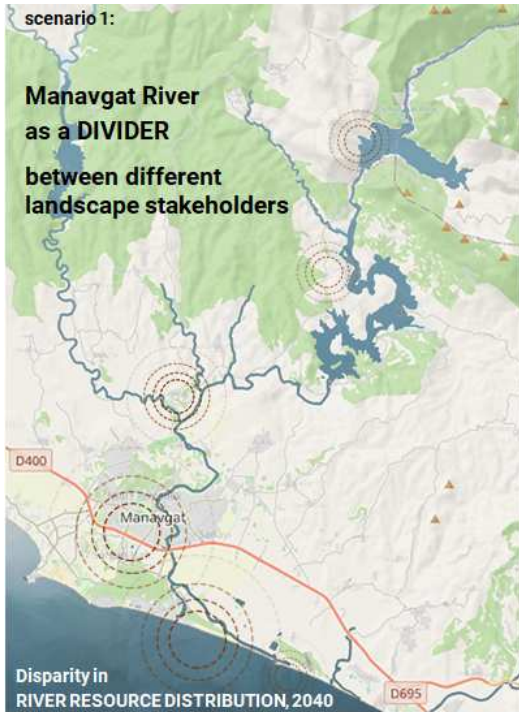 scenario 1:
Manavgat River
as a DIVIDER
between different
landscape stakeholders
D400
Manavgat
D695
Disparity in
RIVER RESOURCE DISTRIBUTION, 2040